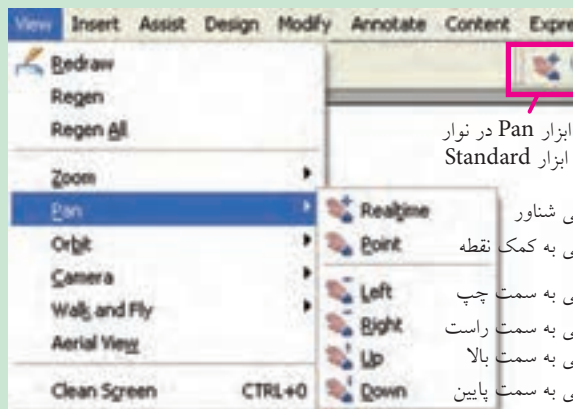 View Insert Assist Design Modify Annotate Content Expre
Redraw
Regen
Regen All
ابزار Pan در نوار
ابزار Standard
Zoom
Pan
Realtime
ی شناور
Orbit
Point
ی به کمک نقطه
Camera
Left
ی به سمت چپ
Walk and Fly
Right
ی به سمت راست
Aerial View
Up
ی به سمت بالا
Clean Screen CTRL+0
Down
ی به سمت پایین